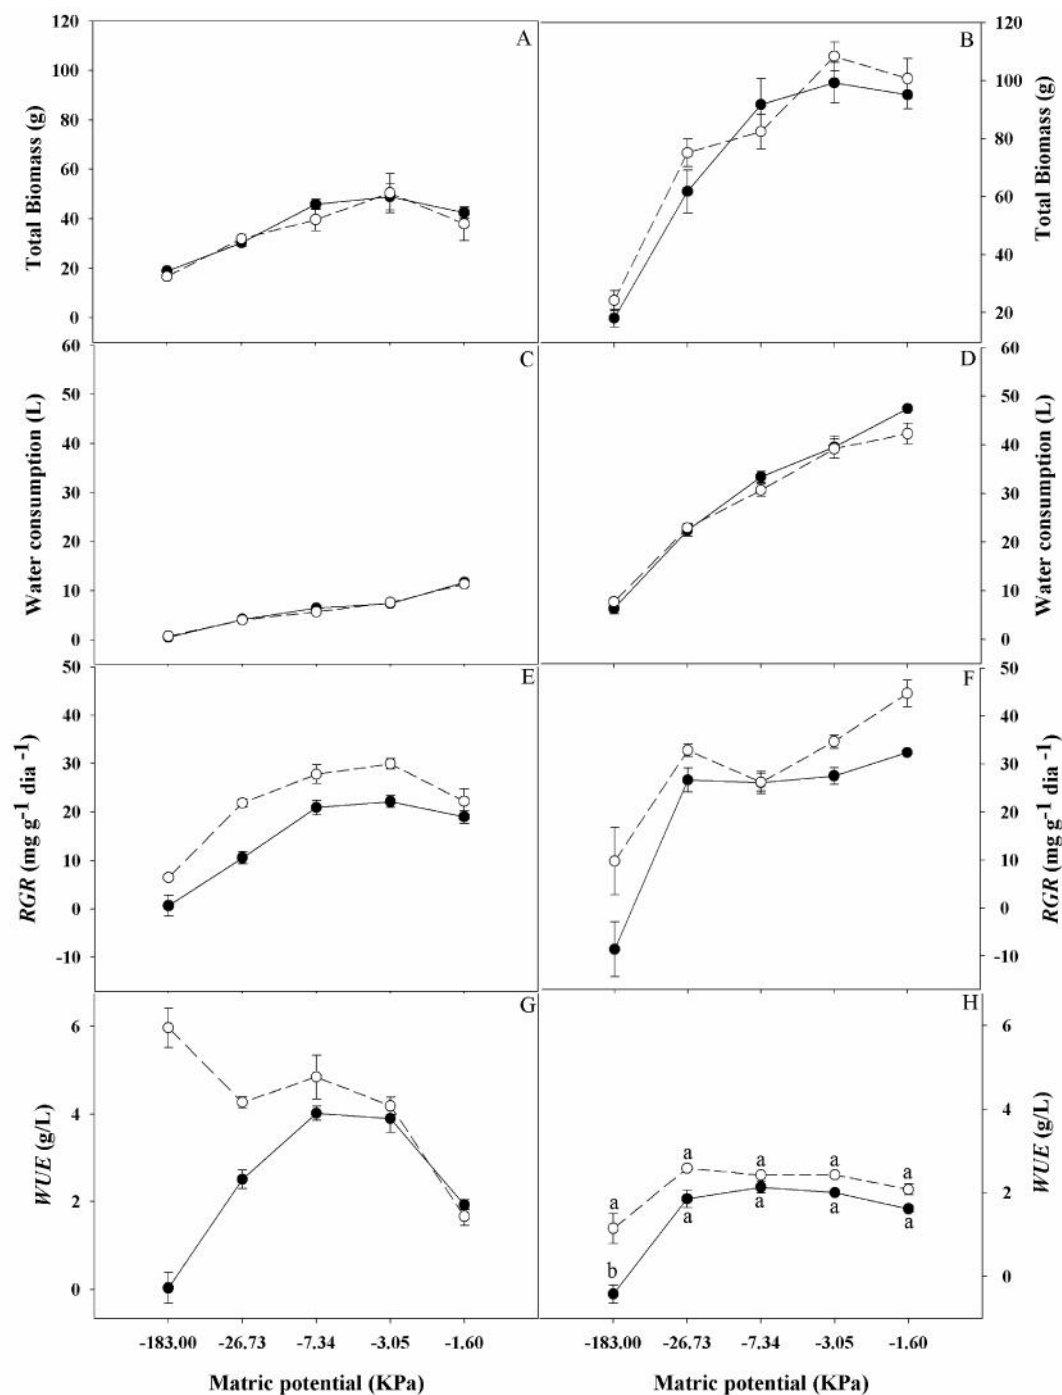 120
100
80
60
40
20
0
Total Biomass (g)
A
B
120
100
80
60
40
20
Total Biomass (g)
60
50
40
30
20
10
0
Water consumption (L)
C
D
60
50
40
30
20
10
0
Water consumption (L)
50
40
30
20
10
0
-10
RGR (mg g-1 dia -1)
E
F
50
40
30
20
10
0
-10
RGR (mg g-1 dia -1)
6
4
2
0
WUE (g/L)
G
H
a
a
a
a
a
b
a
a
a
a
6
4
2
0
WUE (g/L)
-183,00 -26,73 -7,34 -3,05 -1,60
-183,00 -26,73 -7,34 -3,05 -1,60
Matric potential (KPa)
Matric potential (KPa)